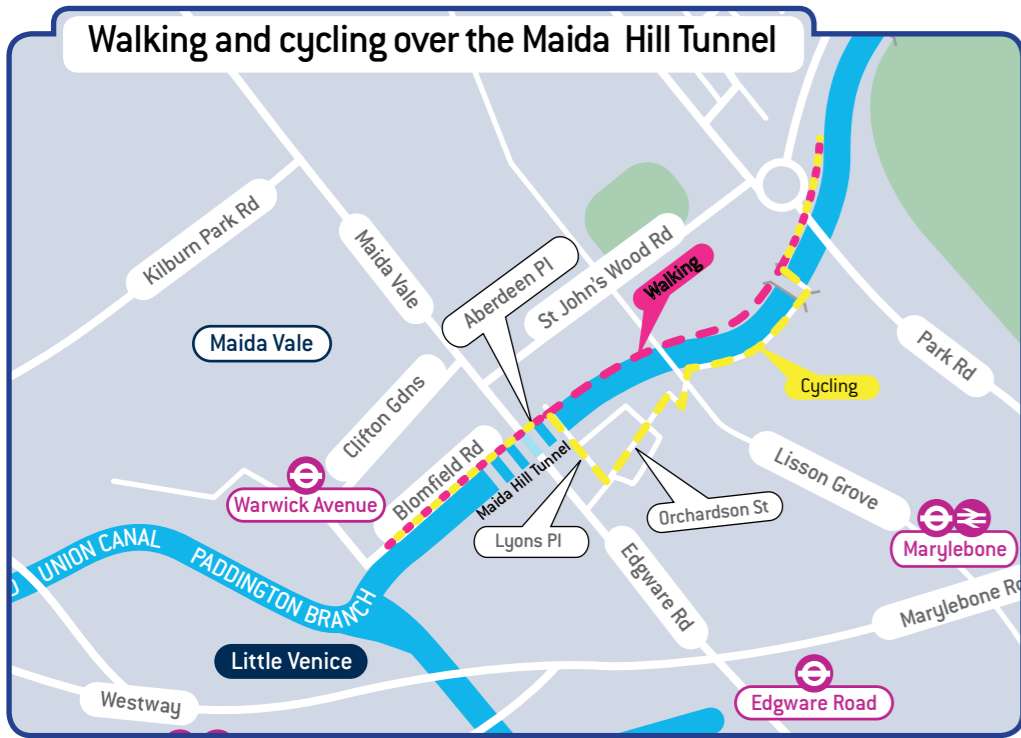 Walking and cycling over the Maida Hill Tunnel
Kilburn Park Rd
Maida Vale
Aberdeen Pl
St John's Wood Rd
Walking
Maida Vale
Park Rd
Cycling
Clifton Gdns
Blomfield Rd
Maida Hill Tunnel
Lisson Grove
Warwick Avenue
Orchardson St
Lyons Pl
Marylebone
UNION CANAL
PADDINGTON BRANCH
Edgware Rd
Marylebone
Little Venice
Westway
Edgware Road